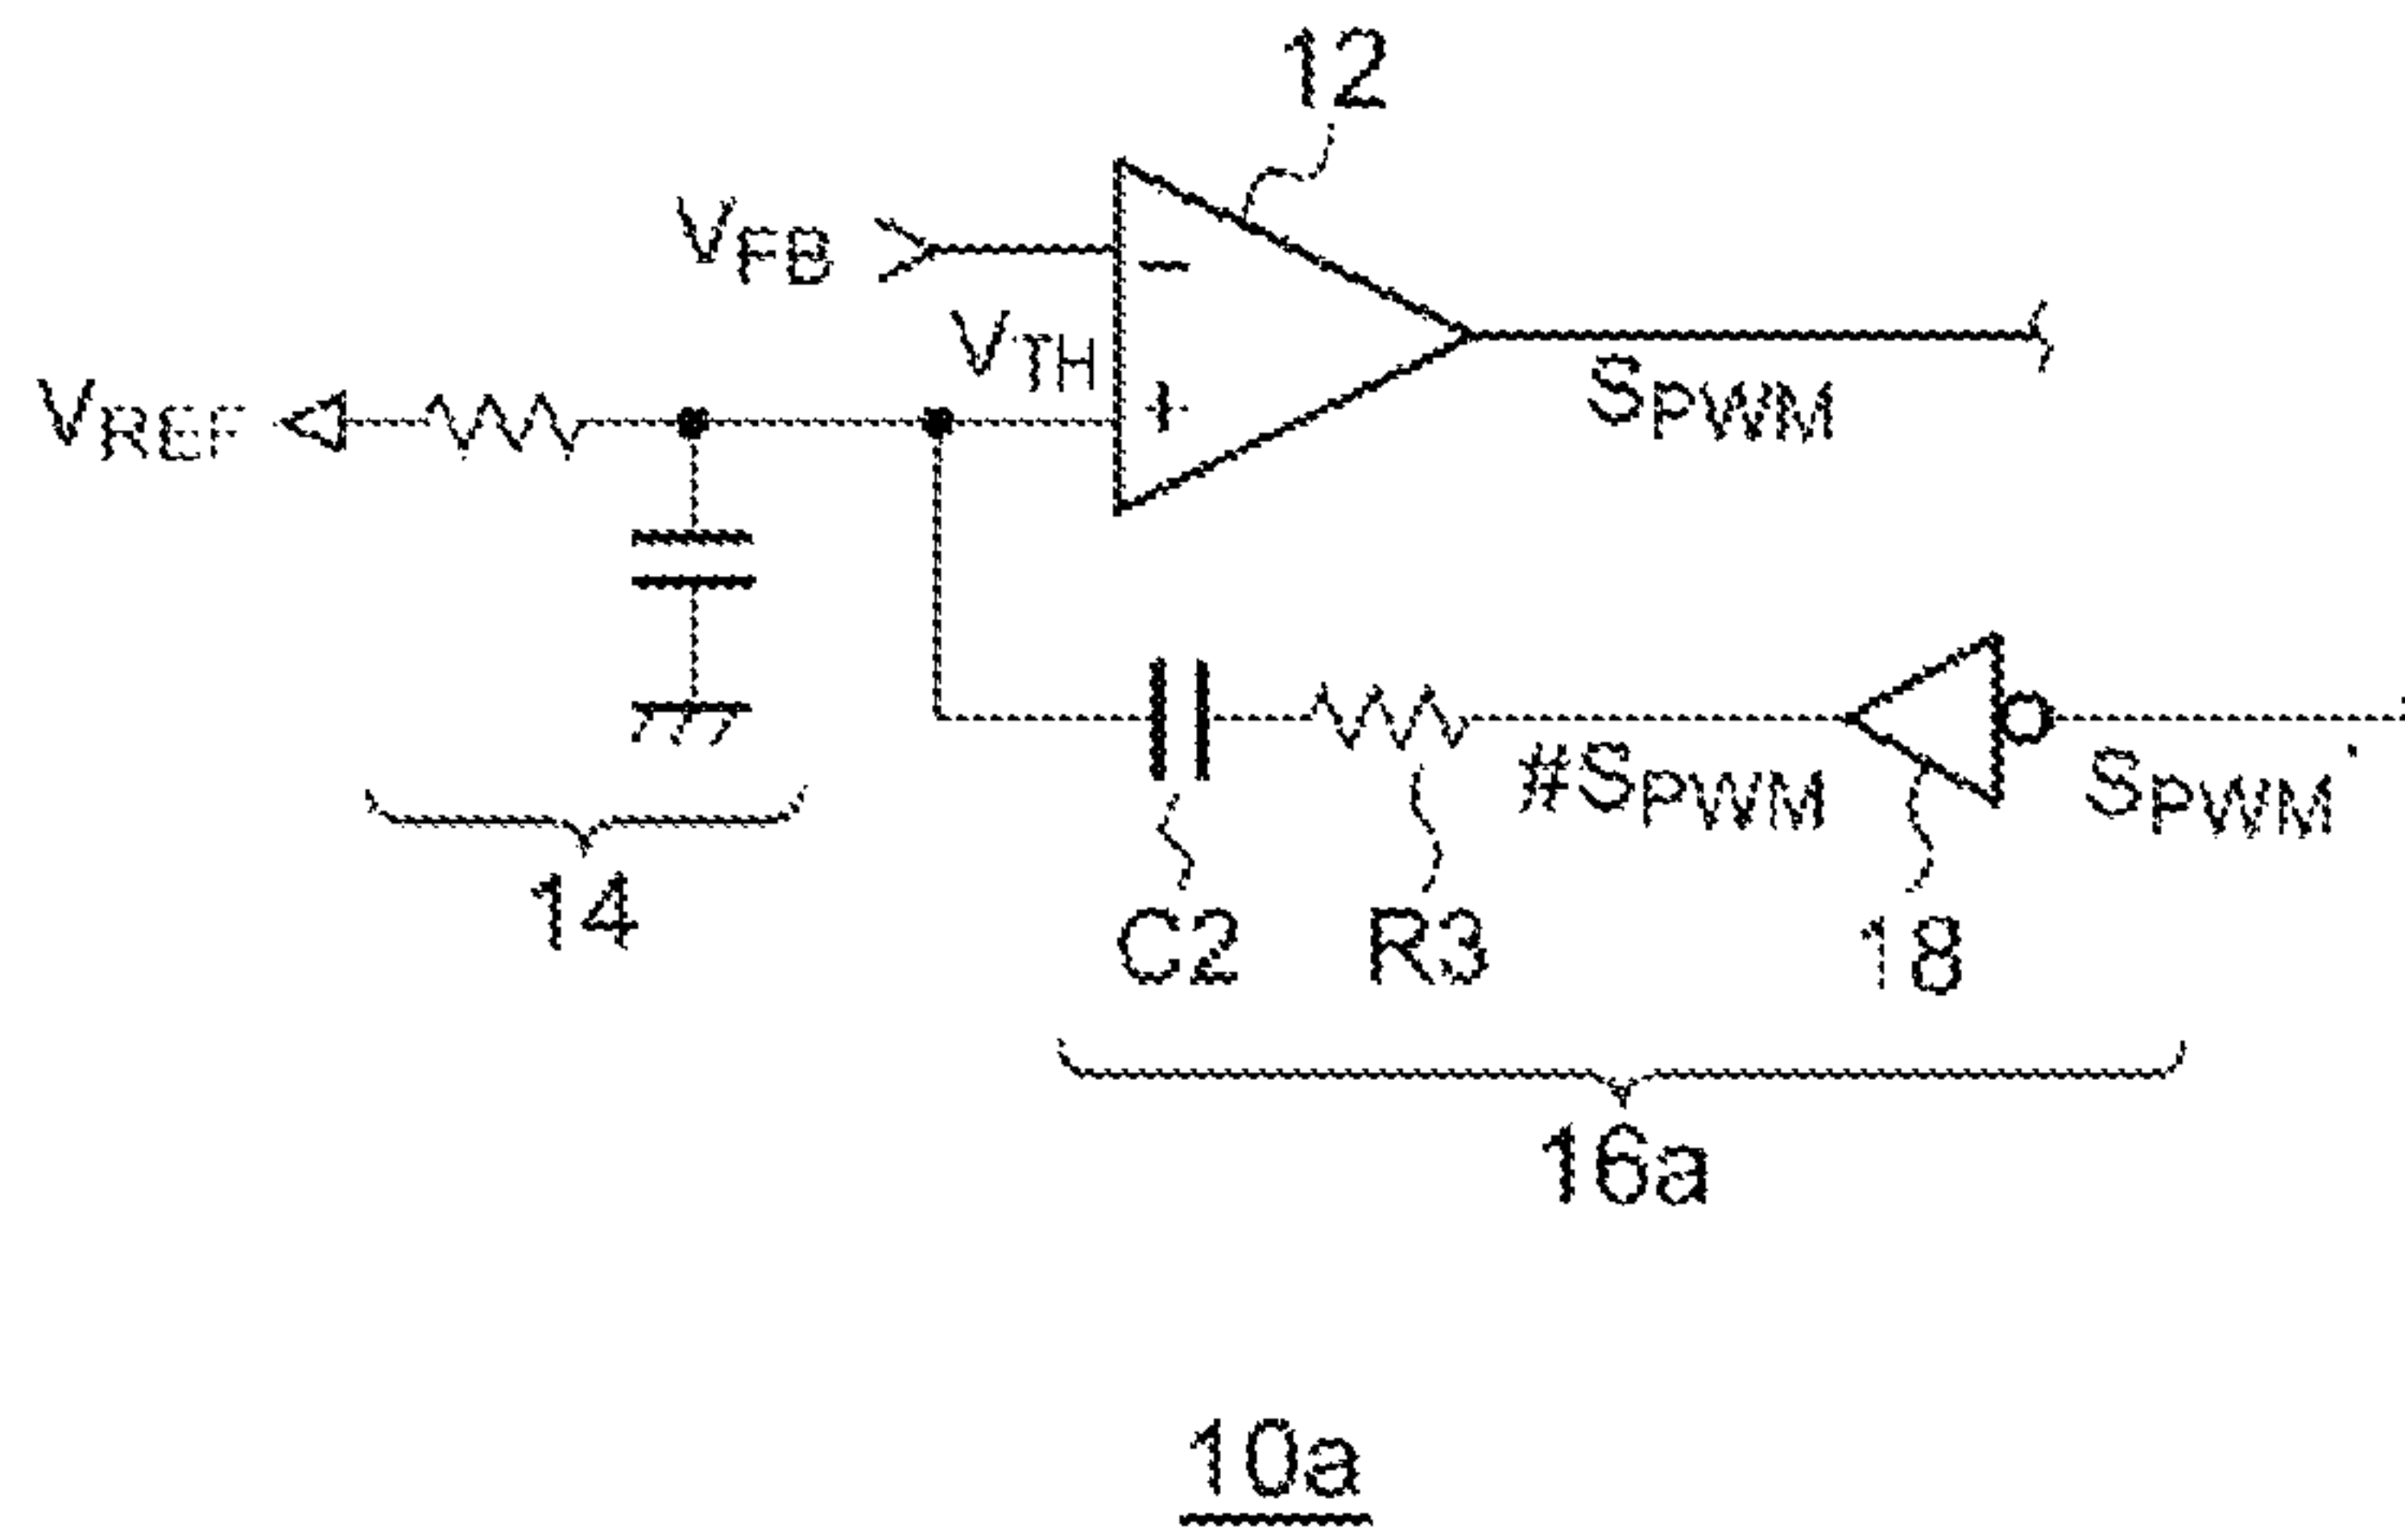 12
VFB
−
VTH
VREF
+
SPWM
#SPWM
SPWM'
14
C2
R3
18
16a
10a